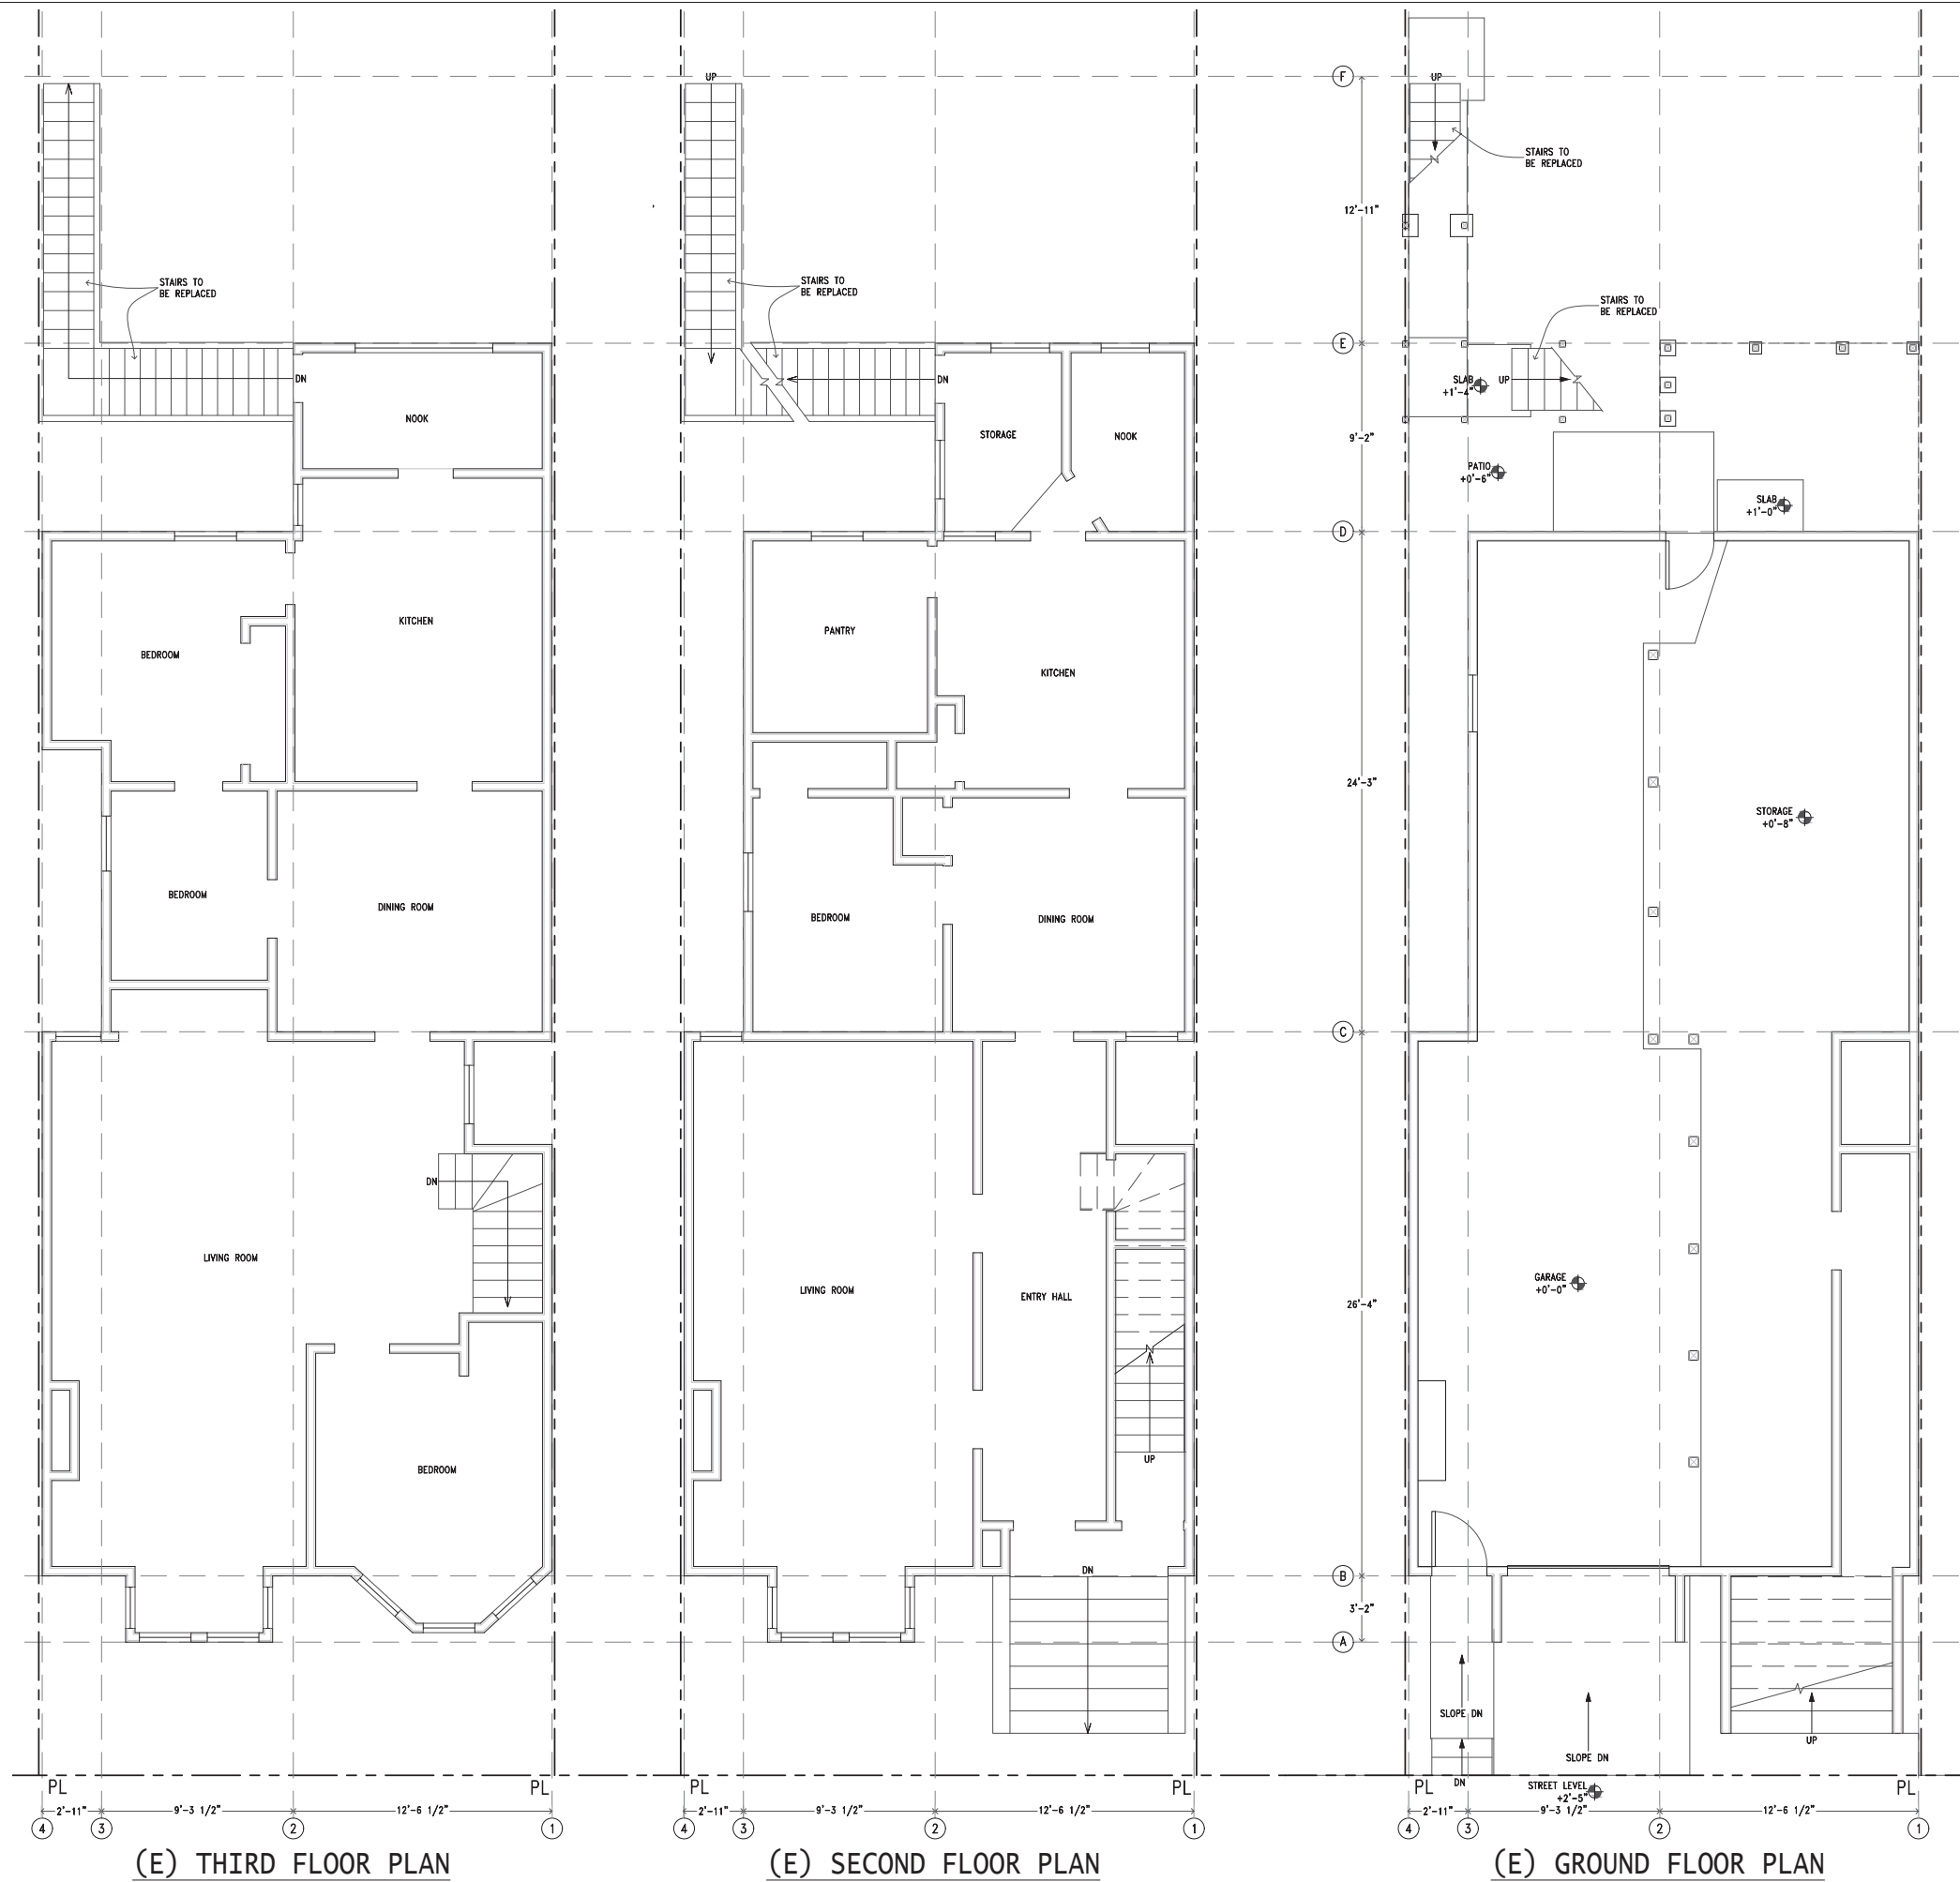 UP
UP
F
STAIRS TO
BE REPLACED
12'-11"
STAIRS TO
BE REPLACED
STAIRS TO
BE REPLACED
STAIRS TO
BE REPLACED
E
DN
DN
SLAB
+1'-4"
UP
NOOK
STORAGE
NOOK
9'-2"
PATIO
+0'-6"
SLAB
+1'-0"
D
BEDROOM
KITCHEN
PANTRY
KITCHEN
24'-3"
STORAGE
+0'-8"
BEDROOM
DINING ROOM
BEDROOM
DINING ROOM
C
DN
LIVING ROOM
LIVING ROOM
ENTRY HALL
26'-4"
GARAGE
+0'-0"
BEDROOM
UP
DN
B
3'-2"
A
SLOPE DN
SLOPE DN
UP
PL
PL
PL
PL
PL
DN
STREET LEVEL
+2'-5"
PL
2'-11"
9'-3 1/2"
12'-6 1/2"
2'-11"
9'-3 1/2"
12'-6 1/2"
2'-11"
9'-3 1/2"
12'-6 1/2"
4
3
2
1
4
3
2
1
4
3
2
1
(E) THIRD FLOOR PLAN
(E) SECOND FLOOR PLAN
(E) GROUND FLOOR PLAN